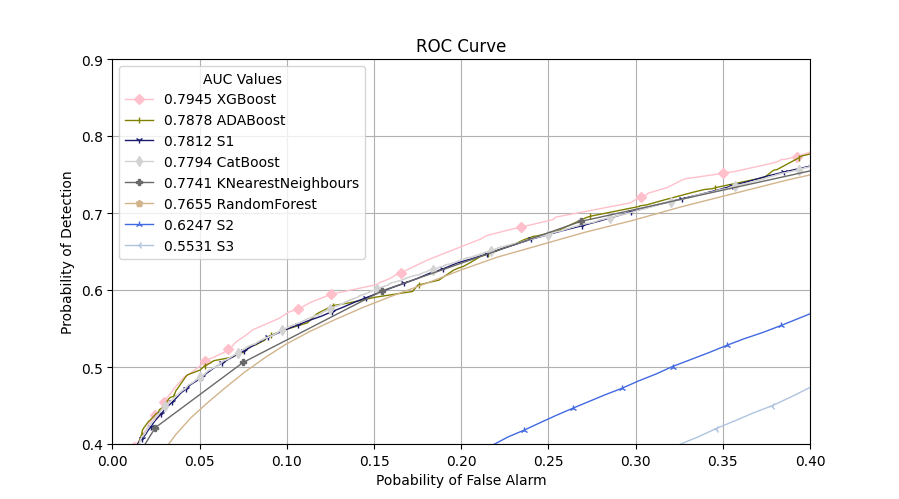 ROC Curve
0.9
0.8
0.7
0.6
0.5
0.4
Probability of Detection
AUC Values
0.7945 XGBoost
0.7878 ADABoost
0.7812 S1
0.7794 CatBoost
0.7741 KNearestNeighbours
0.7655 RandomForest
0.6247 S2
0.5531 S3
0.00 0.05 0.10 0.15 0.20 0.25 0.30 0.35 0.40
Pobability of False Alarm